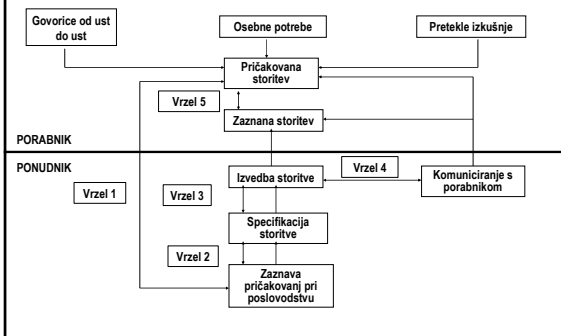 Govorice od ust
do ust
Osebne potrebe
Pretekle izkušnje
Pričakovana
storitev
Vrzel 5
Zaznana storitev
PORABNIK
PONUDNIK
Vrzel 1
Izvedba storitve
Vrzel 4
Komuniciranje s
porabnikom
Vrzel 3
Specifikacija
storitve
Vrzel 2
Zaznava
pričakovanj pri
poslovodstvu